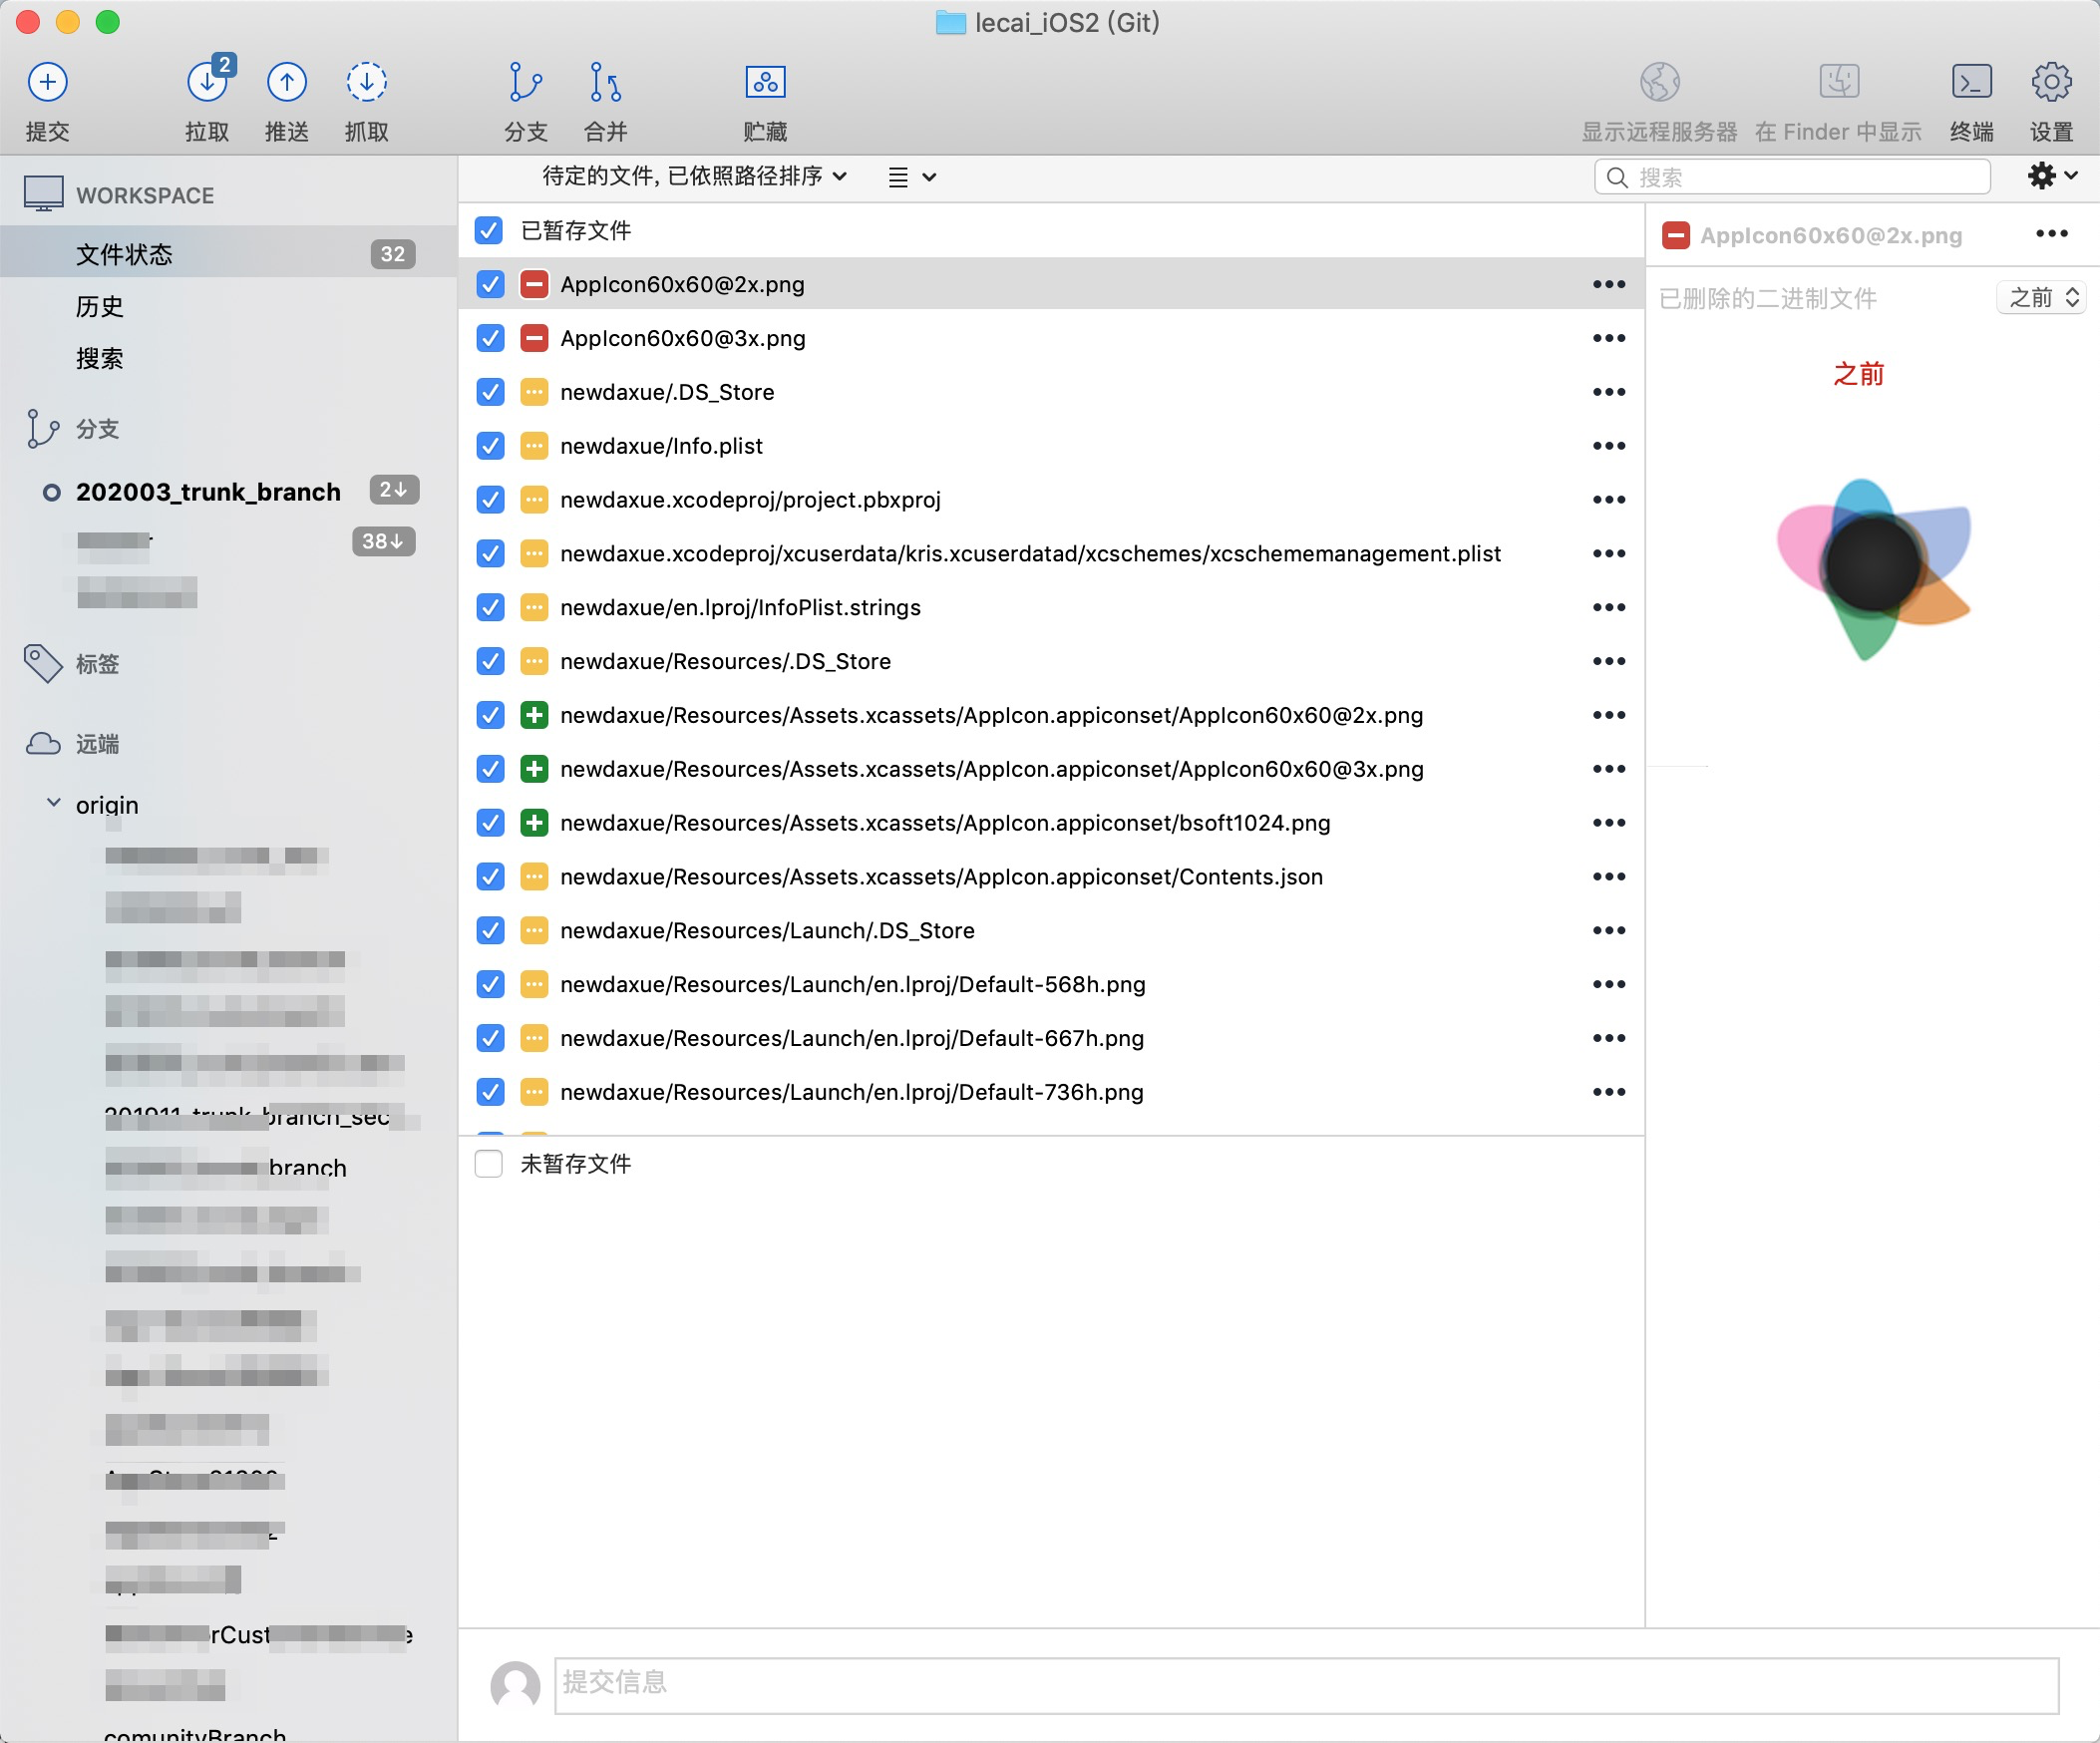 lecai_iOS2 (Git)
提交
2
拉取
推送
抓取
分支
合并
贮藏
显示远程服务器
在 Finder 中显示
终端
设置
WORKSPACE
文件状态
32
历史
搜索
分支
202003_trunk_branch
2↓
38↓
标签
远端
origin
branch_sec
branch
rCust
e
comunityBranch
待定的文件, 已依照路径排序
搜索
已暂存文件
AppIcon60x60@2x.png
AppIcon60x60@3x.png
newdaxue/.DS_Store
newdaxue/Info.plist
newdaxue.xcodeproj/project.pbxproj
newdaxue.xcodeproj/xcuserdata/kris.xcuserdatad/xcschemes/xcschememanagement.plist
newdaxue/en.lproj/InfoPlist.strings
newdaxue/Resources/.DS_Store
newdaxue/Resources/Assets.xcassets/AppIcon.appiconset/AppIcon60x60@2x.png
newdaxue/Resources/Assets.xcassets/AppIcon.appiconset/AppIcon60x60@3x.png
newdaxue/Resources/Assets.xcassets/AppIcon.appiconset/bsoft1024.png
newdaxue/Resources/Assets.xcassets/AppIcon.appiconset/Contents.json
newdaxue/Resources/Launch/.DS_Store
newdaxue/Resources/Launch/en.lproj/Default-568h.png
newdaxue/Resources/Launch/en.lproj/Default-667h.png
newdaxue/Resources/Launch/en.lproj/Default-736h.png
未暂存文件
AppIcon60x60@2x.png
已删除的二进制文件
之前
之前
提交信息